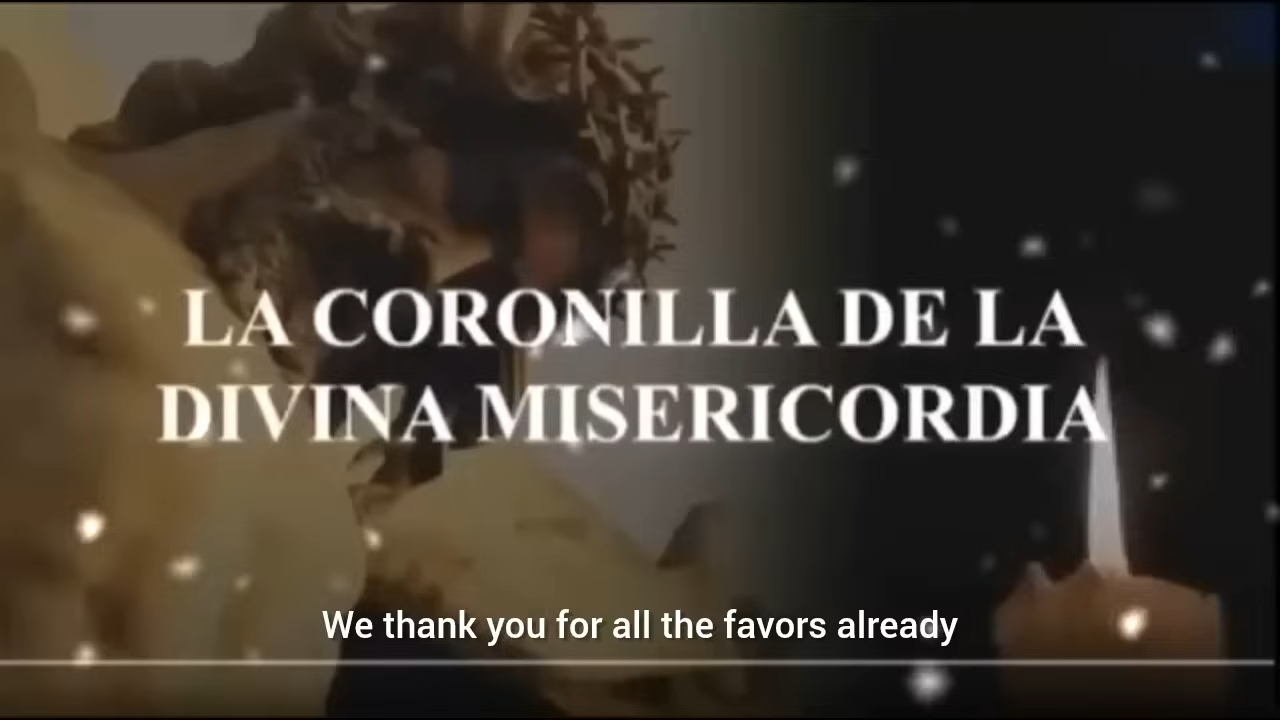 LA CORONILLA DE LA
DIVINA MISERICORDIA
We thank you for all the favors already